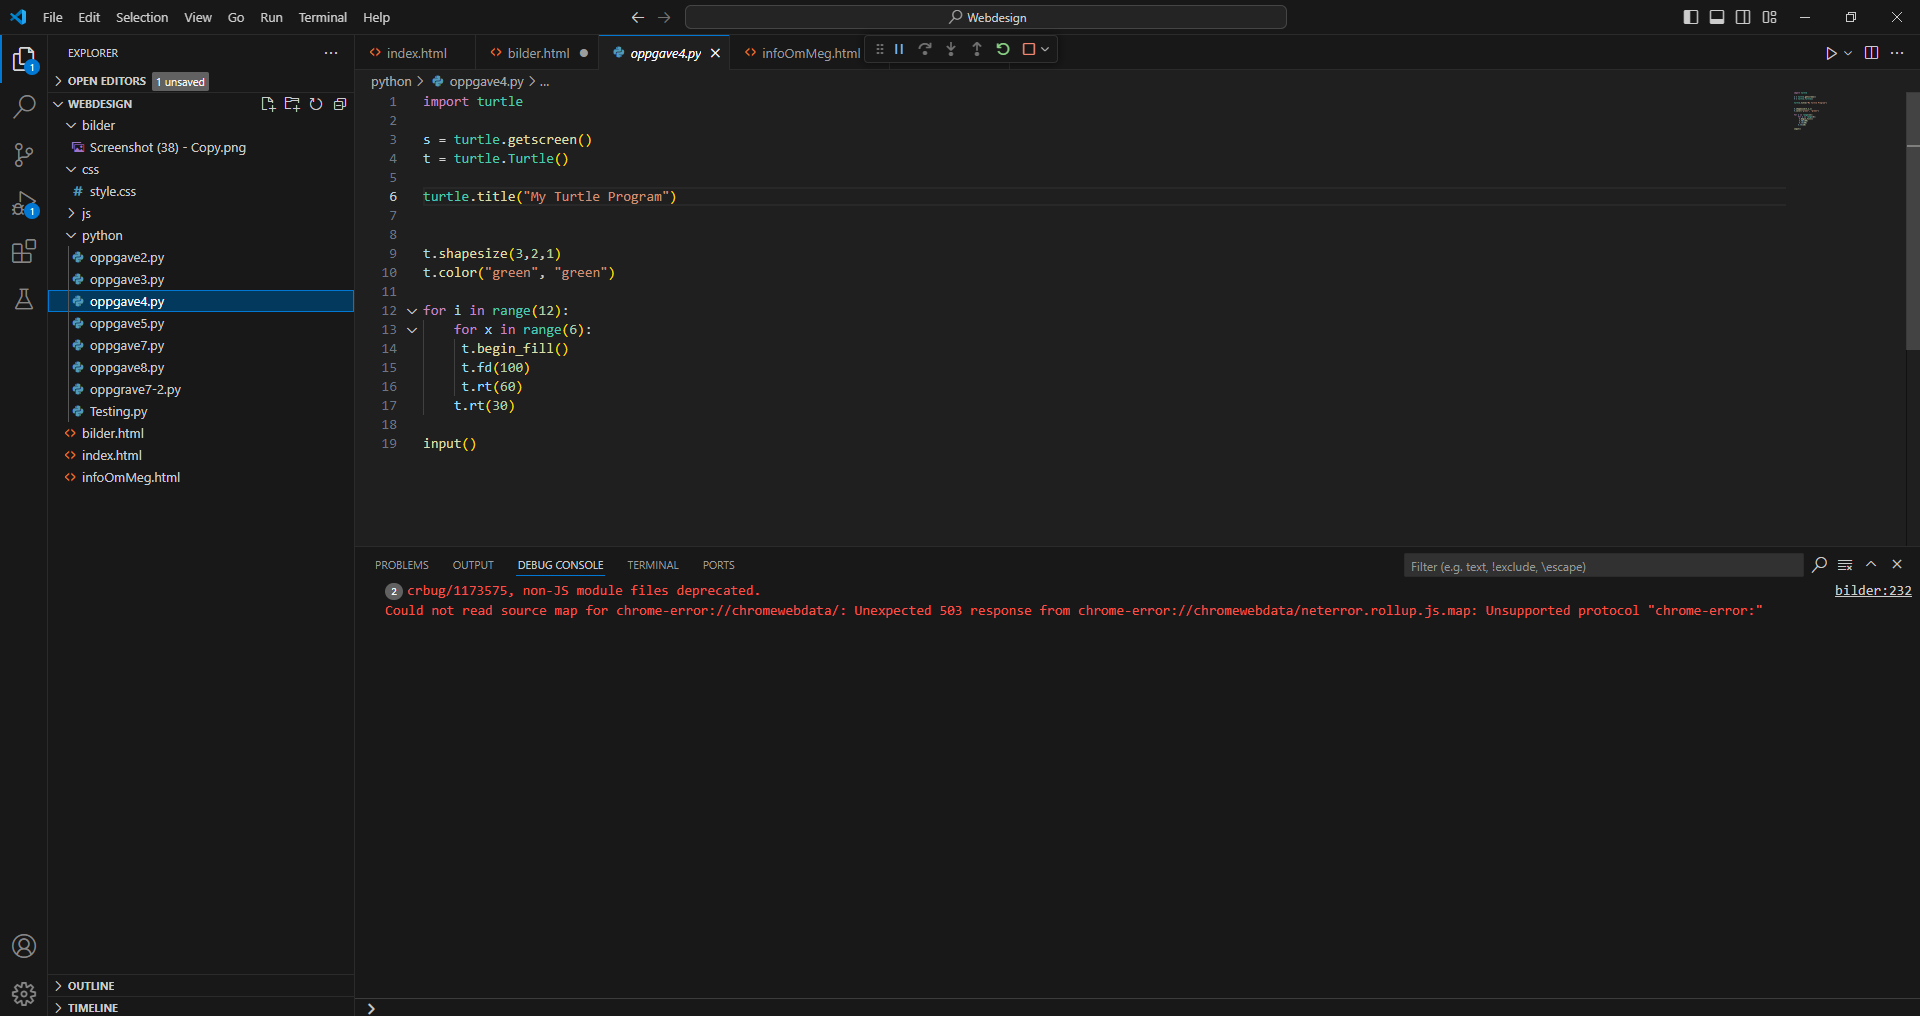 File Edit Selection View Go Run Terminal Help
Webdesign
EXPLORER
OPEN EDITORS 1 unsaved
WEBDESIGN
bilder
Screenshot (38) - Copy.png
css
# style.css
js
python
oppgave2.py
oppgave3.py
oppgave4.py
oppgave5.py
oppgave7.py
oppgave8.py
oppgrave7-2.py
Testing.py
bilder.html
index.html
infoOmMeg.html
OUTLINE
TIMELINE
1
1
index.html bilder.html oppgave4.py infoOmMeg.html
python > oppgave4.py > ...
1 import turtle
2
3 s = turtle.getscreen()
4 t = turtle.Turtle()
5
6 turtle.title("My Turtle Program")
7
8
9 t.shapesize(3,2,1)
10 t.color("green", "green")
11
12 for i in range(12):
13 for x in range(6):
14 t.begin_fill()
15 t.fd(100)
16 t.rt(60)
17 t.rt(30)
18
19 input()
PROBLEMS OUTPUT DEBUG CONSOLE TERMINAL PORTS
Filter (e.g. text, !exclude, \escape)
2 crbug/1173575, non-JS module files deprecated. bilder:232
Could not read source map for chrome-error://chromewebdata/: Unexpected 503 response from chrome-error://chromewebdata/neterror.rollup.js.map: Unsupported protocol "chrome-error:"